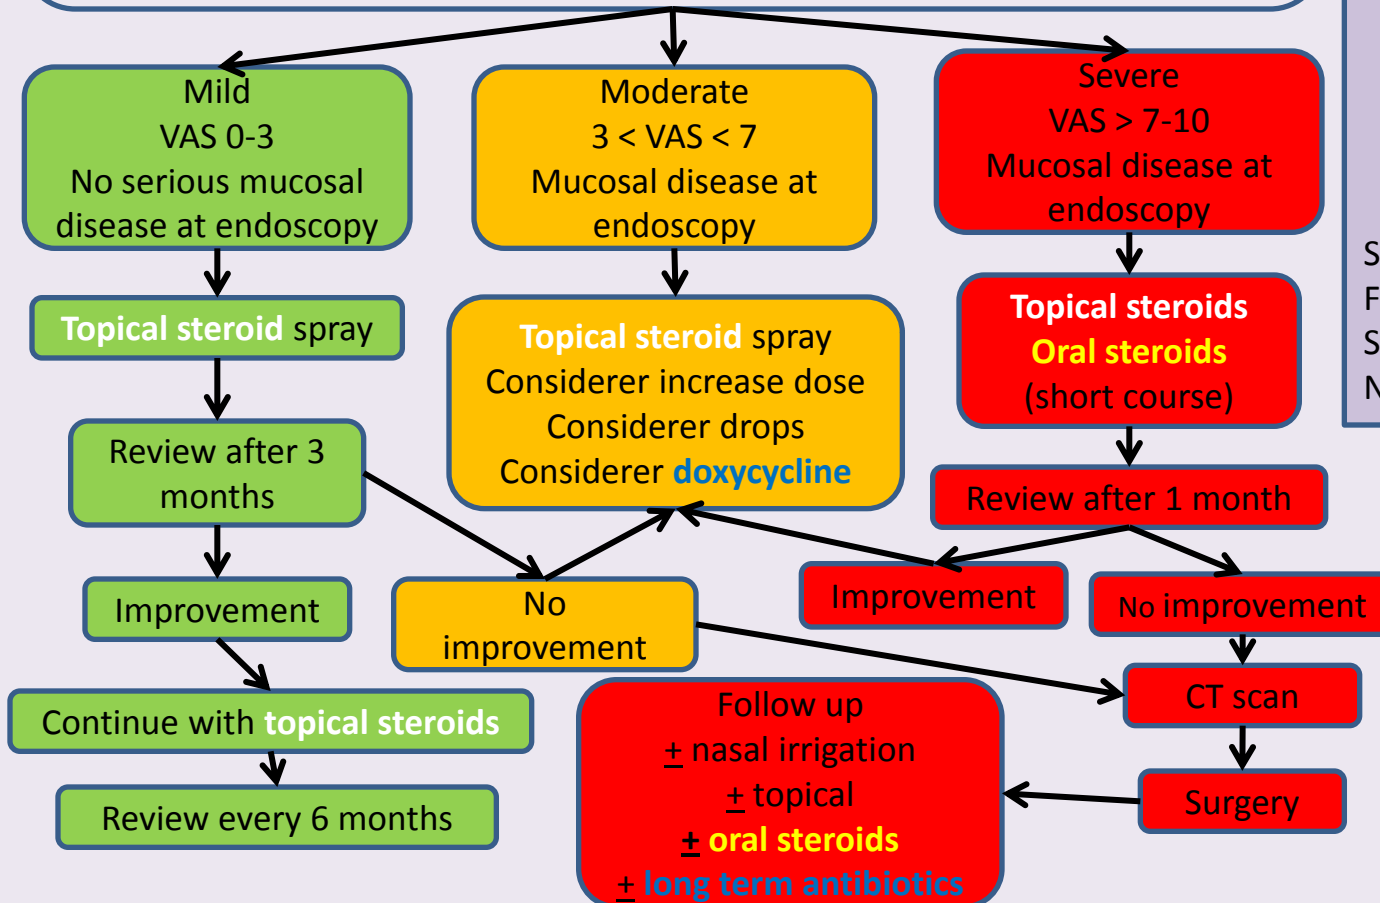 Mild
VAS 0-3
No serious mucosal
disease at endoscopy
Moderate
3 < VAS < 7
Mucosal disease at
endoscopy
Severe
VAS > 7-10
Mucosal disease at
endoscopy
Topical steroid spray
Topical steroid spray
Considerer increase dose
Considerer drops
Considerer doxycycline
Topical steroids
Oral steroids
(short course)
Review after 3
months
Review after 1 month
Improvement
No
improvement
Improvement
No improvement
Continue with topical steroids
CT scan
Review every 6 months
Surgery
Follow up
± nasal irrigation
± topical
± oral steroids
± long term antibiotics